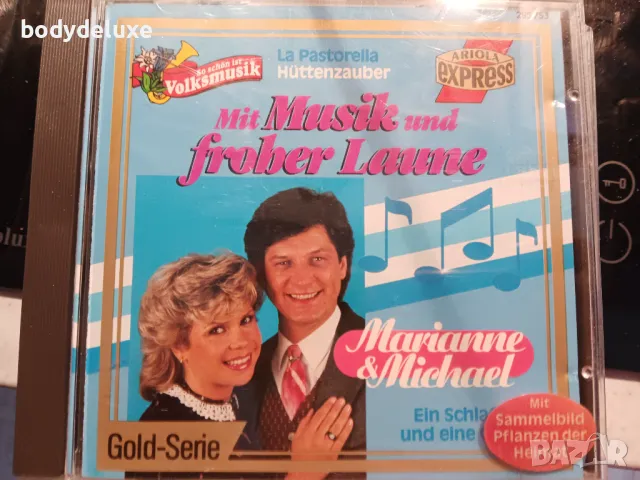 bodydeluxe
So schön ist
Volksmusik
La Pastorella
Hüttenzauber
ARIOLA
express
Mit Musik und
froher Laune
Marianne
& Michael
Ein Schla
und eine
Mit
Sammelbild
Pflanzen der
Gold-Serie
BAZAR